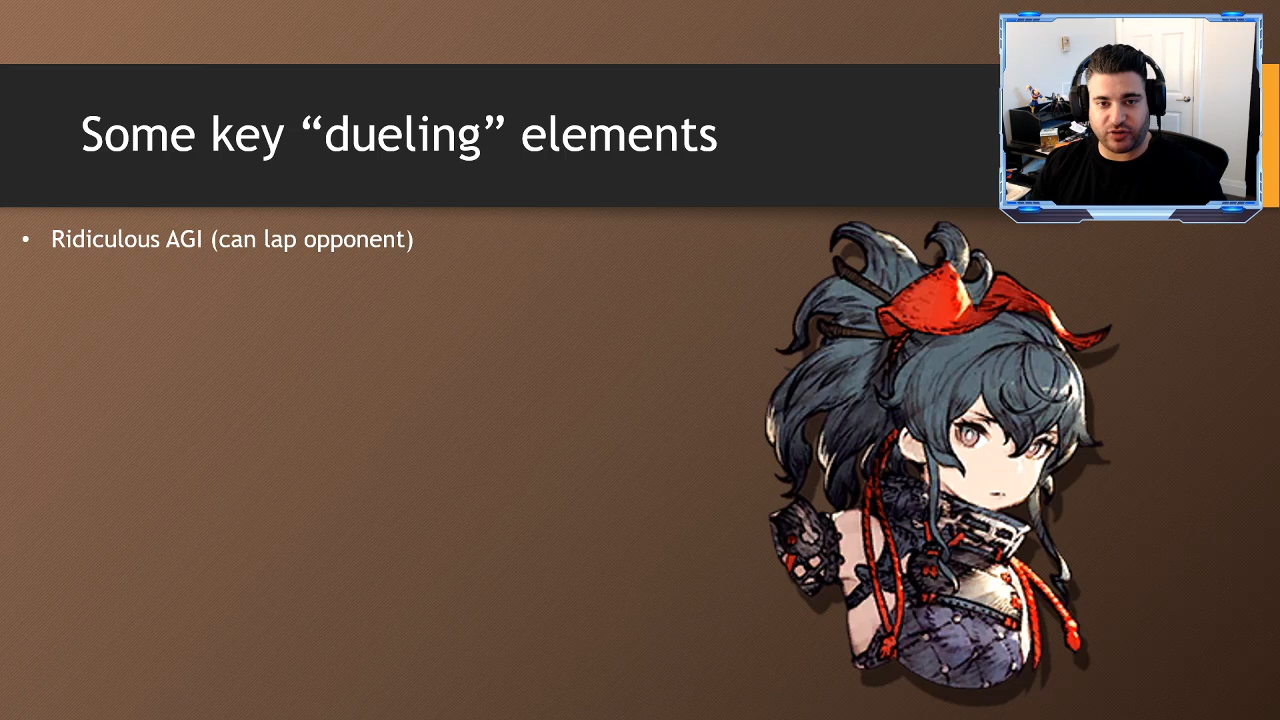 Some key “dueling” elements
• Ridiculous AGI (can lap opponent)